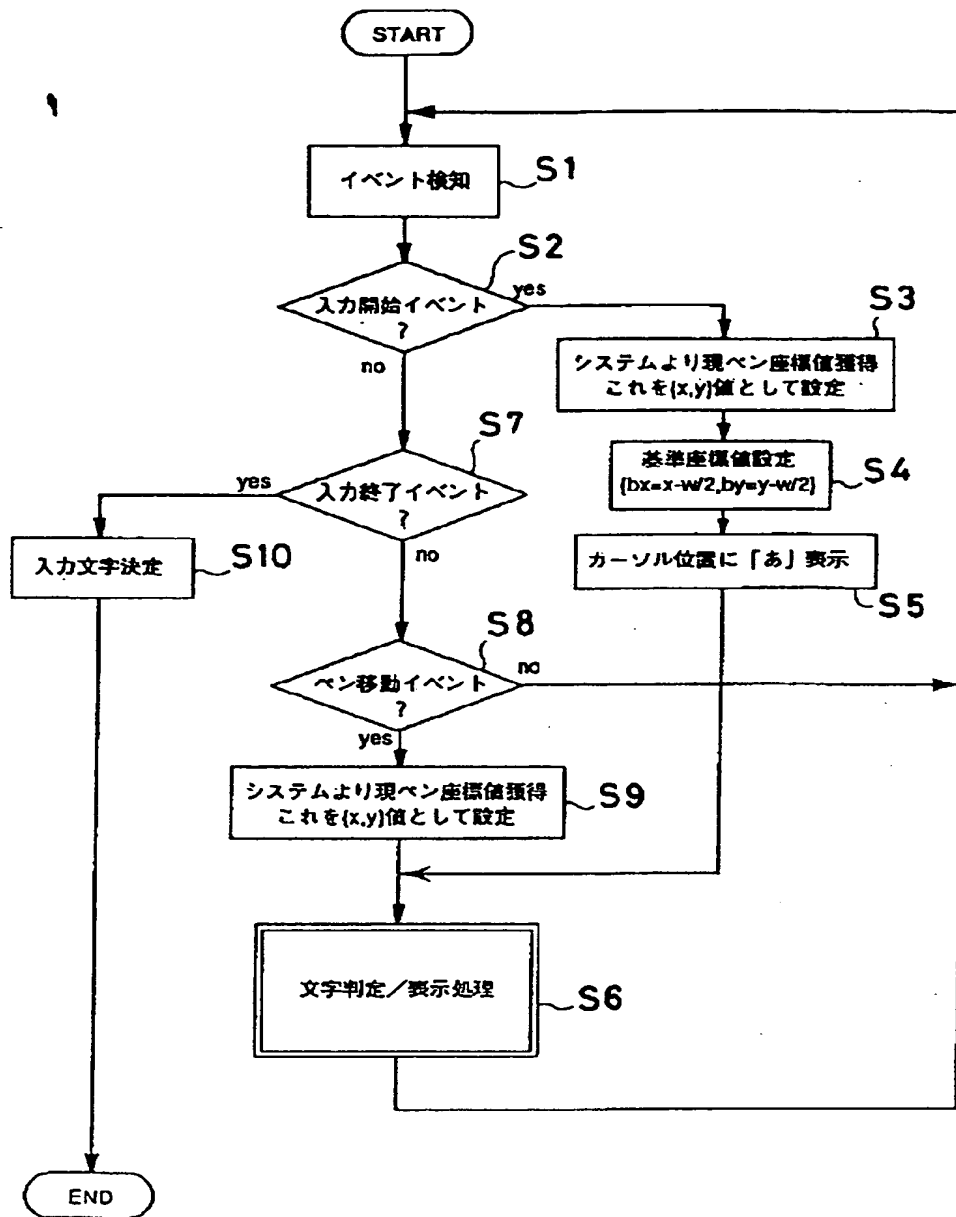 START
イベント検知
S1
S2
入力開始イベント
?
yes
no
S3
システムより現ペン座標値獲得
これを{x,y}値として設定
S4
基準座標値設定
{bx=x-w/2,by=y-w/2}
カーソル位置に「あ」表示
S5
S7
入力終了イベント
?
yes
no
入力文字決定
S10
S8
ペン移動イベント
?
no
yes
システムより現ペン座標値獲得
これを{x,y}値として設定
S9
文字判定/表示処理
S6
END